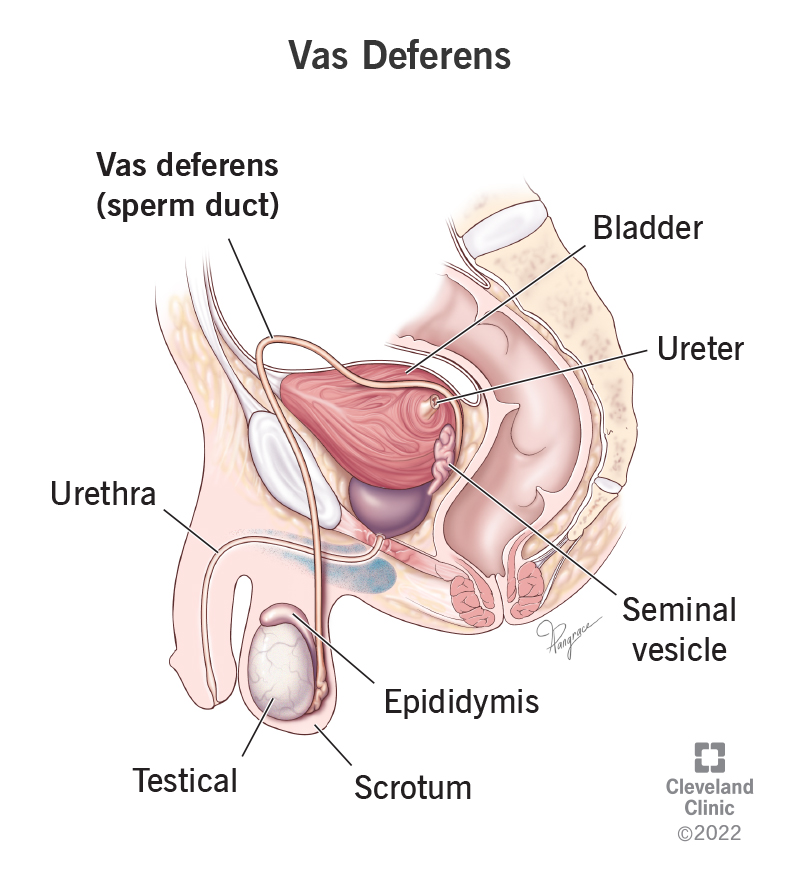 Vas Deferens
Vas deferens
(sperm duct)
Bladder
Ureter
Urethra
Seminal
vesicle
Epididymis
Testical
Scrotum
Pangrace
Cleveland
Clinic
©2022